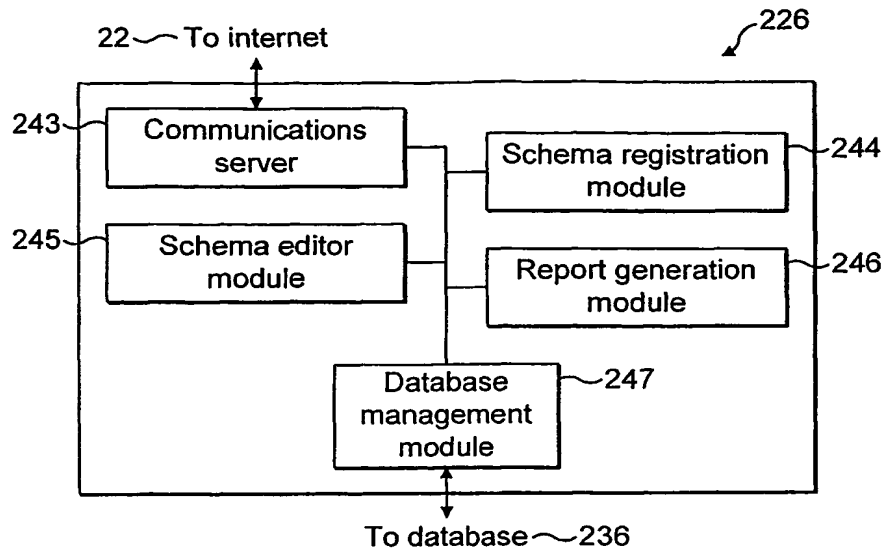 22 To internet
226
243
Communications
server
Schema registration
module
244
245
Schema editor
module
Report generation
module
246
Database
management
module
247
To database 236